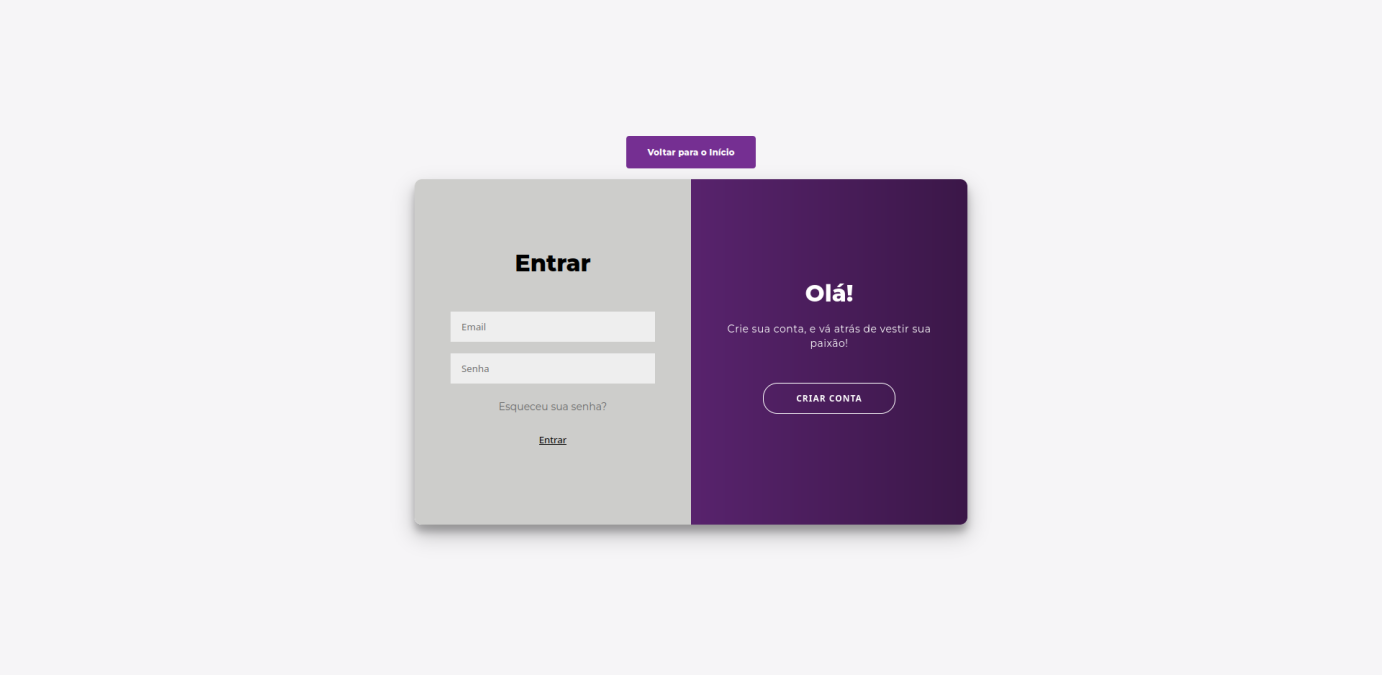 Voltar para o Início
Entrar
Email
Senha
Esqueceu sua senha?
Entrar
Olá!
Crie sua conta, e vá atrás de vestir sua
paixão!
CRIAR CONTA